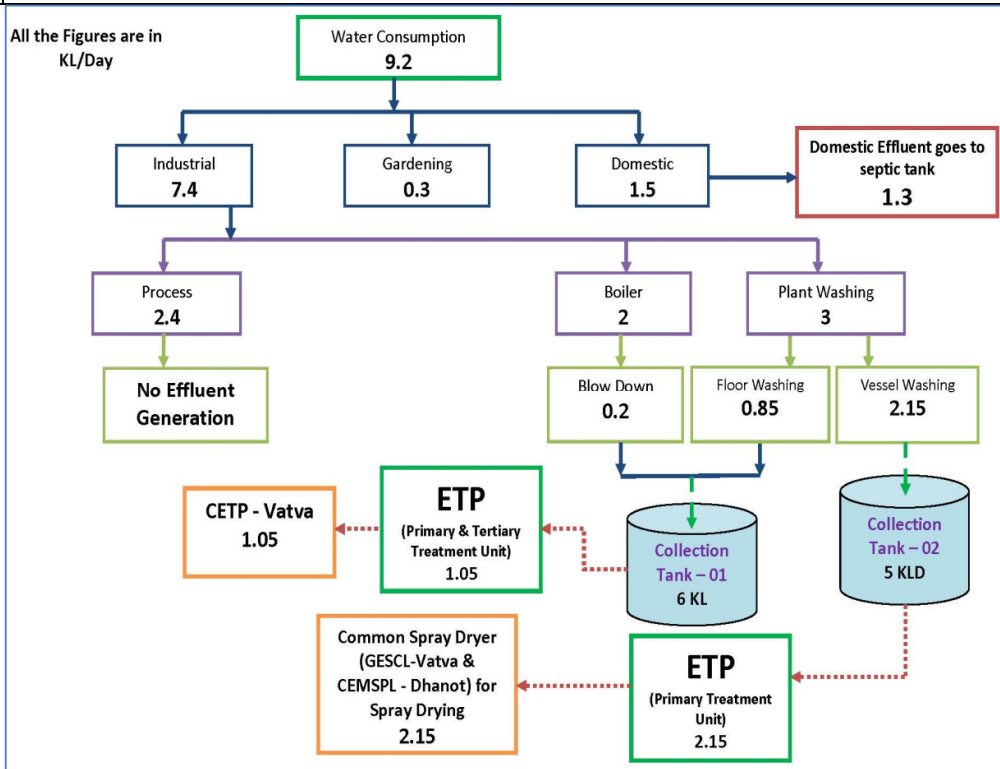 All the Figures are in
KL/Day
Water Consumption
9.2
Industrial
7.4
Gardening
0.3
Domestic
1.5
Domestic Effluent goes to
septic tank
1.3
Process
2.4
Boiler
2
Plant Washing
3
No Effluent
Generation
Blow Down
0.2
Floor Washing
0.85
Vessel Washing
2.15
CETP - Vatva
1.05
ETP
(Primary & Tertiary
Treatment Unit)
1.05
Collection
Tank – 01
6 KL
Collection
Tank – 02
5 KLD
Common Spray Dryer
(GESCL-Vatva &
CEMSPL - Dhanot) for
Spray Drying
2.15
ETP
(Primary Treatment
Unit)
2.15